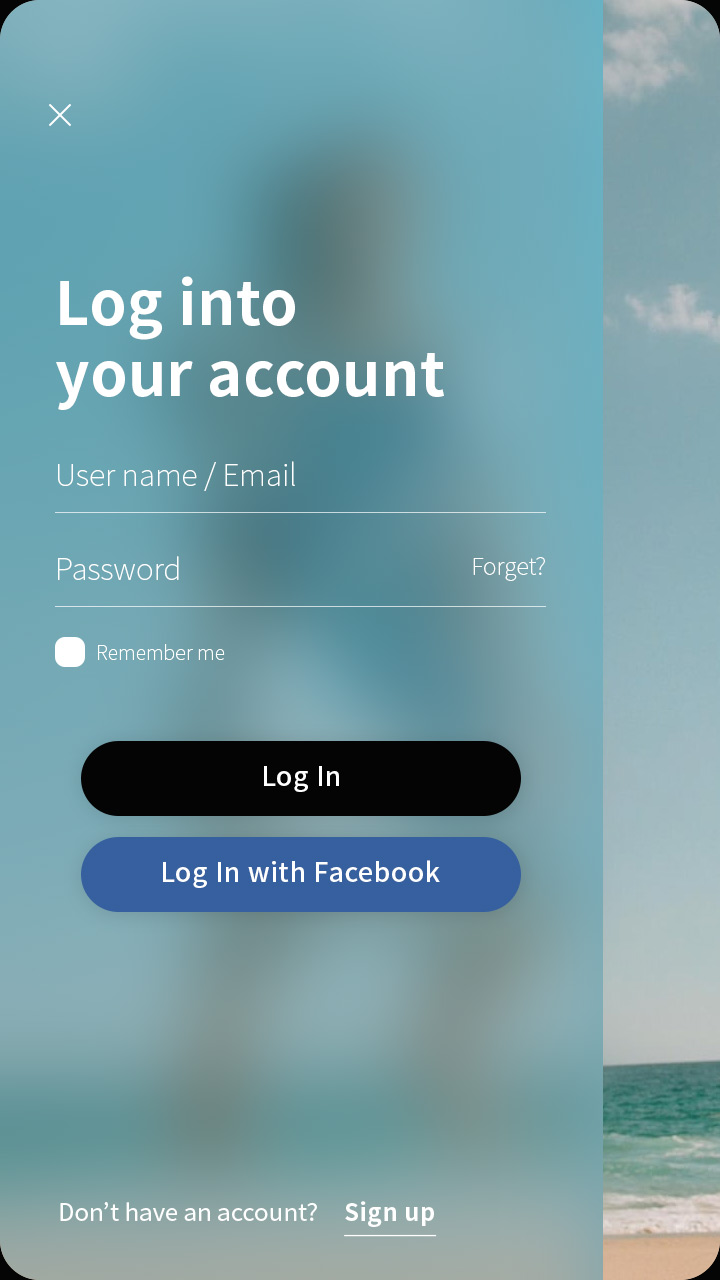 Log into
your account
User name / Email
Password
Forget?
Remember me
Log In
Log In with Facebook
Don’t have an account? Sign up